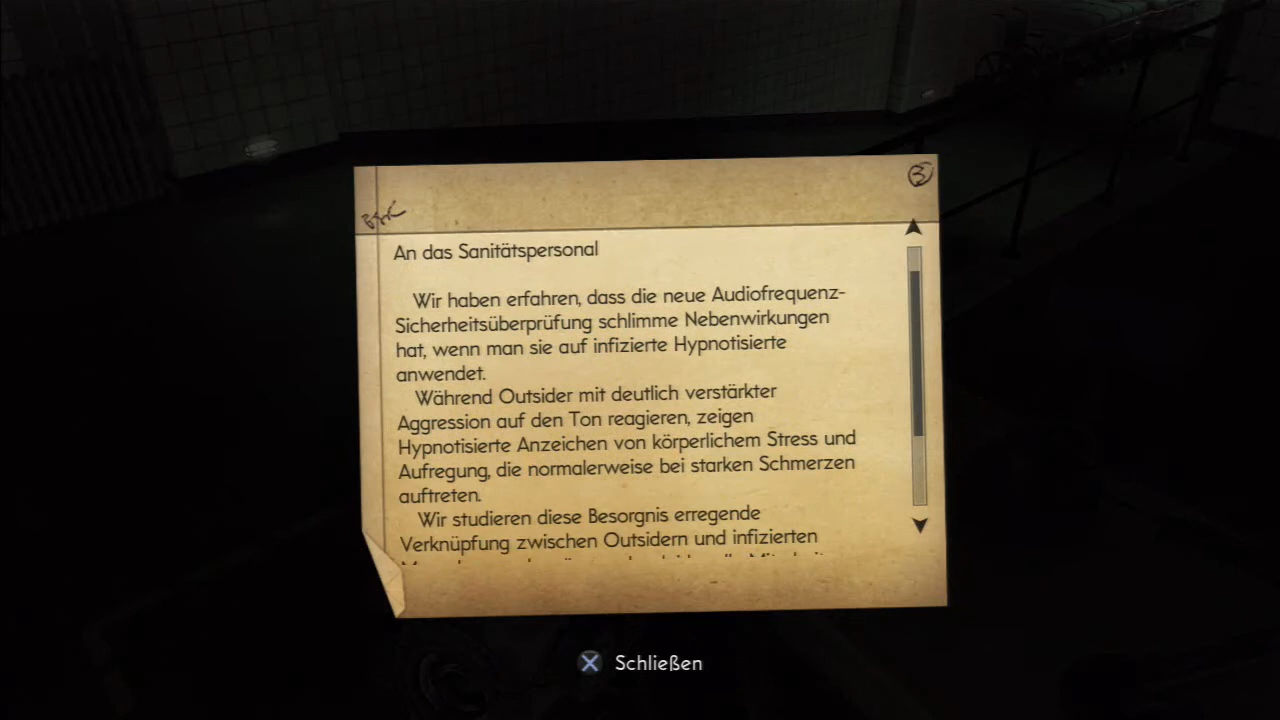 An das Sanitätspersonal
Wir haben erfahren, dass die neue Audiofrequenz-
Sicherheitsüberprüfung schlimme Nebenwirkungen
hat, wenn man sie auf infizierte Hypnotisierte
anwendet.
Während Outsider mit deutlich verstärkter
Aggression auf den Ton reagieren, zeigen
Hypnotisierte Anzeichen von körperlichem Stress und
Aufregung, die normalerweise bei starken Schmerzen
auftreten.
Wir studieren diese Besorgnis erregende
Verknüpfung zwischen Outsidern und infizierten
Schließen